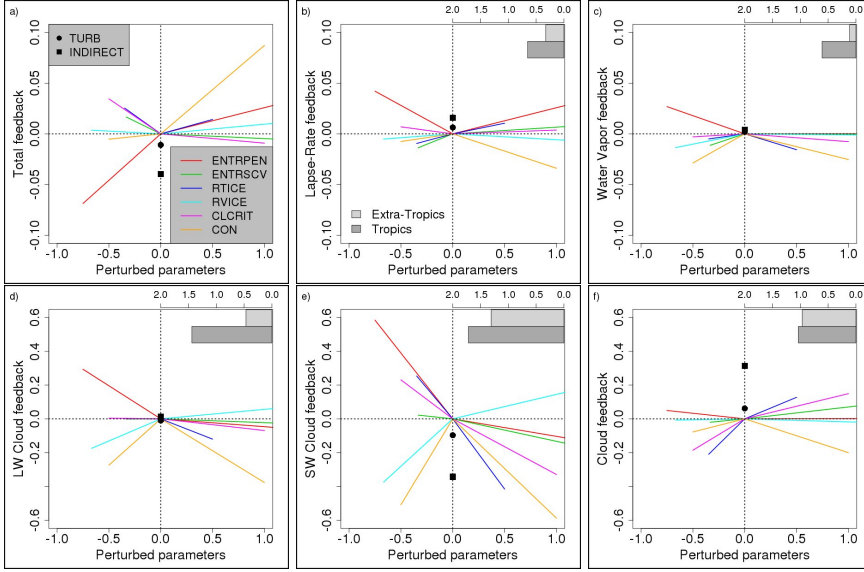 a)
TURB
INDIRECT
0.10
0.05
0.00
-0.05
-0.10
Total feedback
ENTRPEN
ENTRSCV
RTICE
RVICE
CLCRIT
CON
-1.0 -0.5 0.0 0.5 1.0
Perturbed parameters
b)
2.0 1.5 1.0 0.5 0.0
0.10
0.05
0.00
-0.05
-0.10
Lapse-Rate feedback
Extra-Tropics
Tropics
-1.0 -0.5 0.0 0.5 1.0
Perturbed parameters
c)
2.0 1.5 1.0 0.5 0.0
0.10
0.05
0.00
-0.05
-0.10
Water Vapor feedback
-1.0 -0.5 0.0 0.5 1.0
Perturbed parameters
d)
2.0 1.5 1.0 0.5 0.0
0.6
0.4
0.2
0.0
-0.2
-0.6
LW Cloud feedback
-1.0 -0.5 0.0 0.5 1.0
Perturbed parameters
e)
2.0 1.5 1.0 0.5 0.0
0.6
0.4
0.2
0.0
-0.2
-0.6
SW Cloud feedback
-1.0 -0.5 0.0 0.5 1.0
Perturbed parameters
f)
2.0 1.5 1.0 0.5 0.0
0.6
0.4
0.2
0.0
-0.2
-0.6
Cloud feedback
-1.0 -0.5 0.0 0.5 1.0
Perturbed parameters